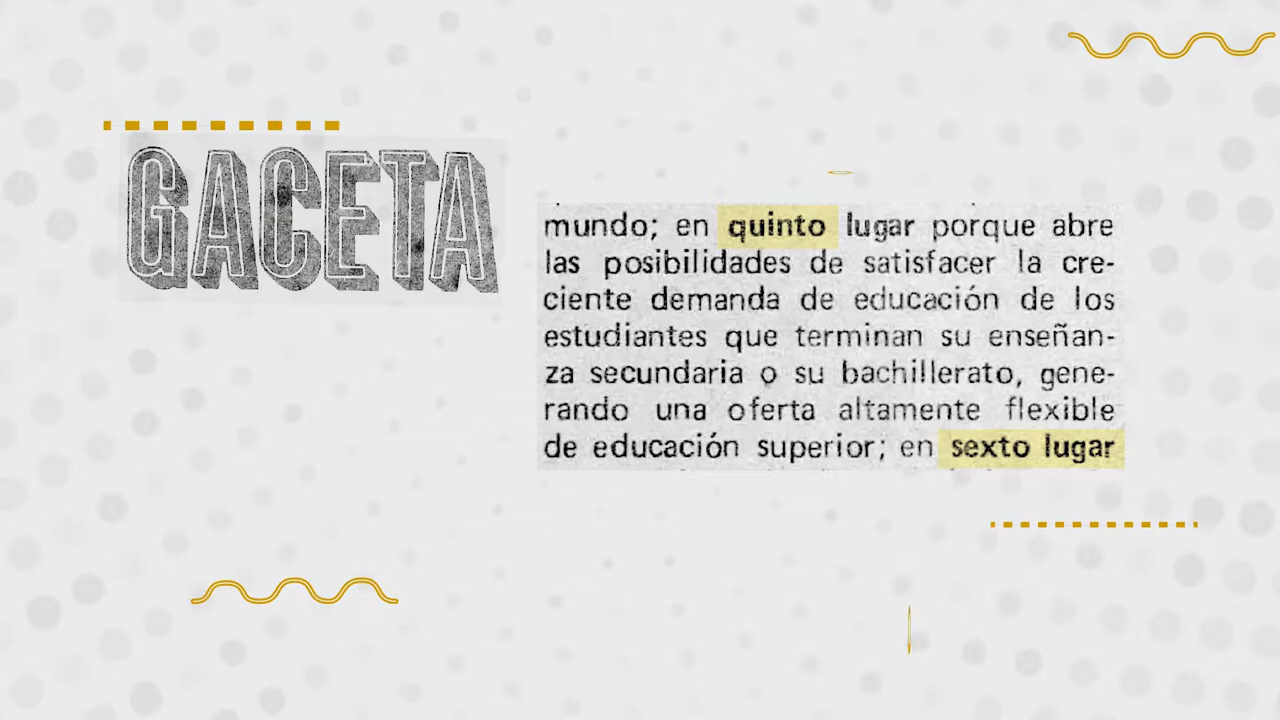 GACETA
mundo; en quinto lugar porque abre
las posibilidades de satisfacer la cre-
ciente demanda de educación de los
estudiantes que terminan su enseñan-
za secundaria o su bachillerato, gene-
rando una oferta altamente flexible
de educación superior; en sexto lugar